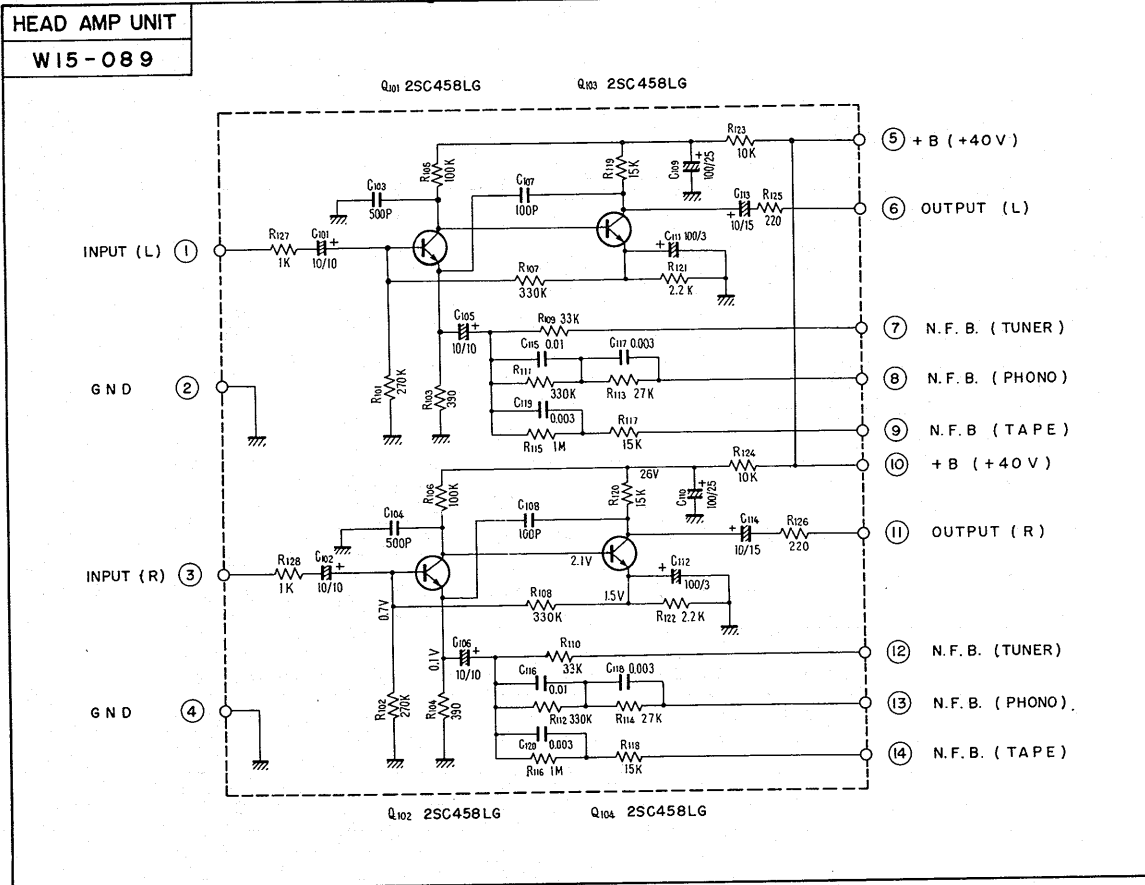 HEAD AMP UNIT
W15-089
Q101 2SC458LG
Q103 2SC458LG
R123
10K
5 +B (+40V)
R105
100K
R119
15K
C109
100/25
C103
500P
C107
100P
C113
10/15
R125
220
6 OUTPUT (L)
INPUT (L) 1
R127
1K
C101
10/10
C111 100/3
R107
330K
R121
2.2K
C105
10/10
R109 33K
7 N.F.B. (TUNER)
C115 0.01
C117 0.003
R111
330K
R113 27K
8 N.F.B. (PHONO)
GND 2
R101
270K
R103
390
C119
0.003
R115 1M
R117
15K
9 N.F.B (TAPE)
R124
10K
10 +B (+40V)
26V
R106
100K
R120
15K
C110
100/25
C104
500P
C108
100P
C114
10/15
R126
220
11 OUTPUT (R)
INPUT (R) 3
R128
1K
C102
10/10
2.1V
C112
100/3
0.7V
R108
330K
1.5V
R122 2.2K
0.1V
C106
10/10
R110
33K
12 N.F.B. (TUNER)
C116
0.01
C118 0.003
R112 330K
R114 27K
13 N.F.B. (PHONO).
GND 4
R102
270K
R104
390
C120 0.003
R116 1M
R118
15K
14 N.F.B. (TAPE)
Q102 2SC458LG
Q104 2SC458LG